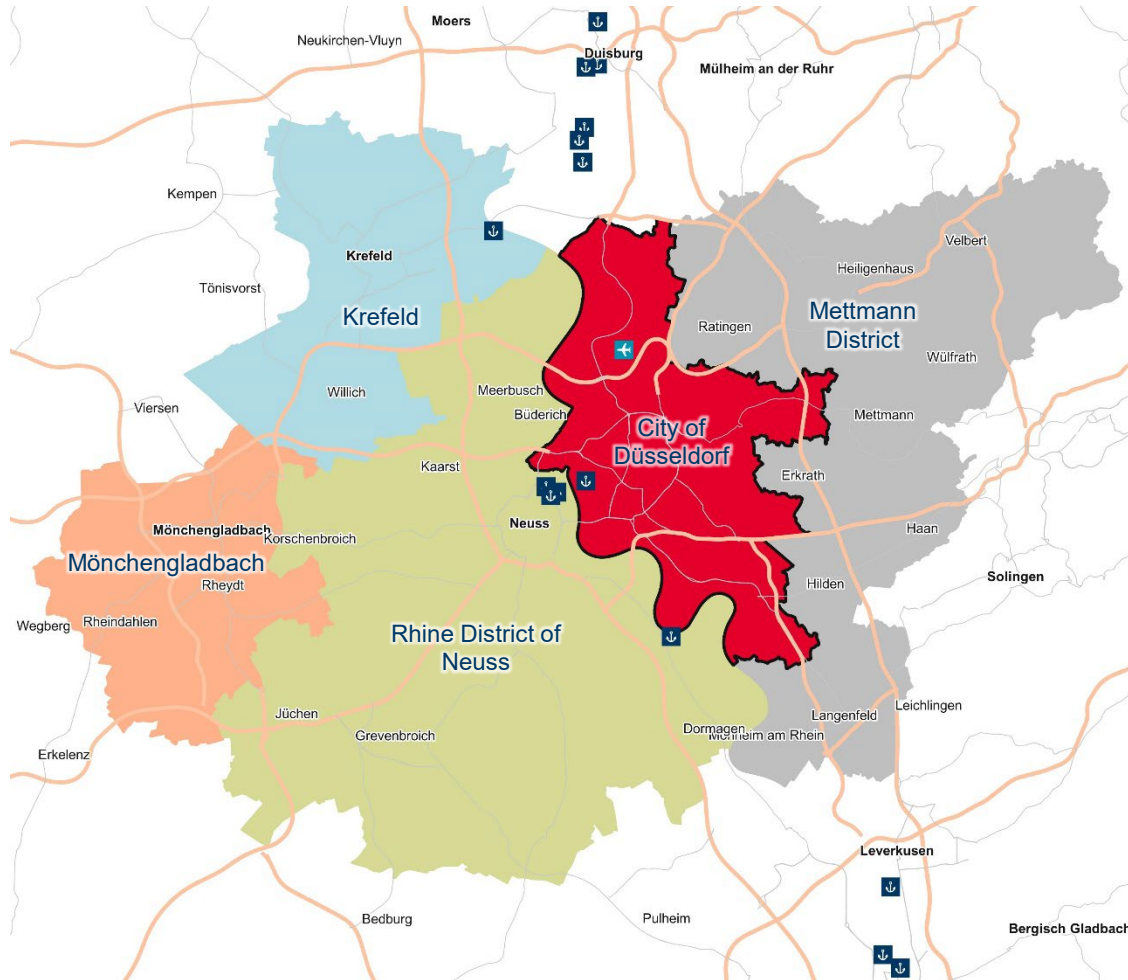 Moers
Neukirchen-Vluyn
Duisburg
Mülheim an der Ruhr
Kempen
Velbert
Krefeld
Heiligenhaus
Tönisvorst
Krefeld
Mettmann
District
Ratingen
Wülfrath
Willich
Meerbusch
Viersen
Büderich
Mettmann
City of
Düsseldorf
Kaarst
Erkrath
Neuss
Mönchengladbach
Korschenbroich
Haan
Mönchengladbach
Rheydt
Hilden
Solingen
Wegberg
Rheindahlen
Rhine District of
Neuss
Jüchen
Grevenbroich
Dormagen
Monheim am Rhein
Langenfeld
Leichlingen
Erkelenz
Leverkusen
Bedburg
Pulheim
Bergisch Gladbach